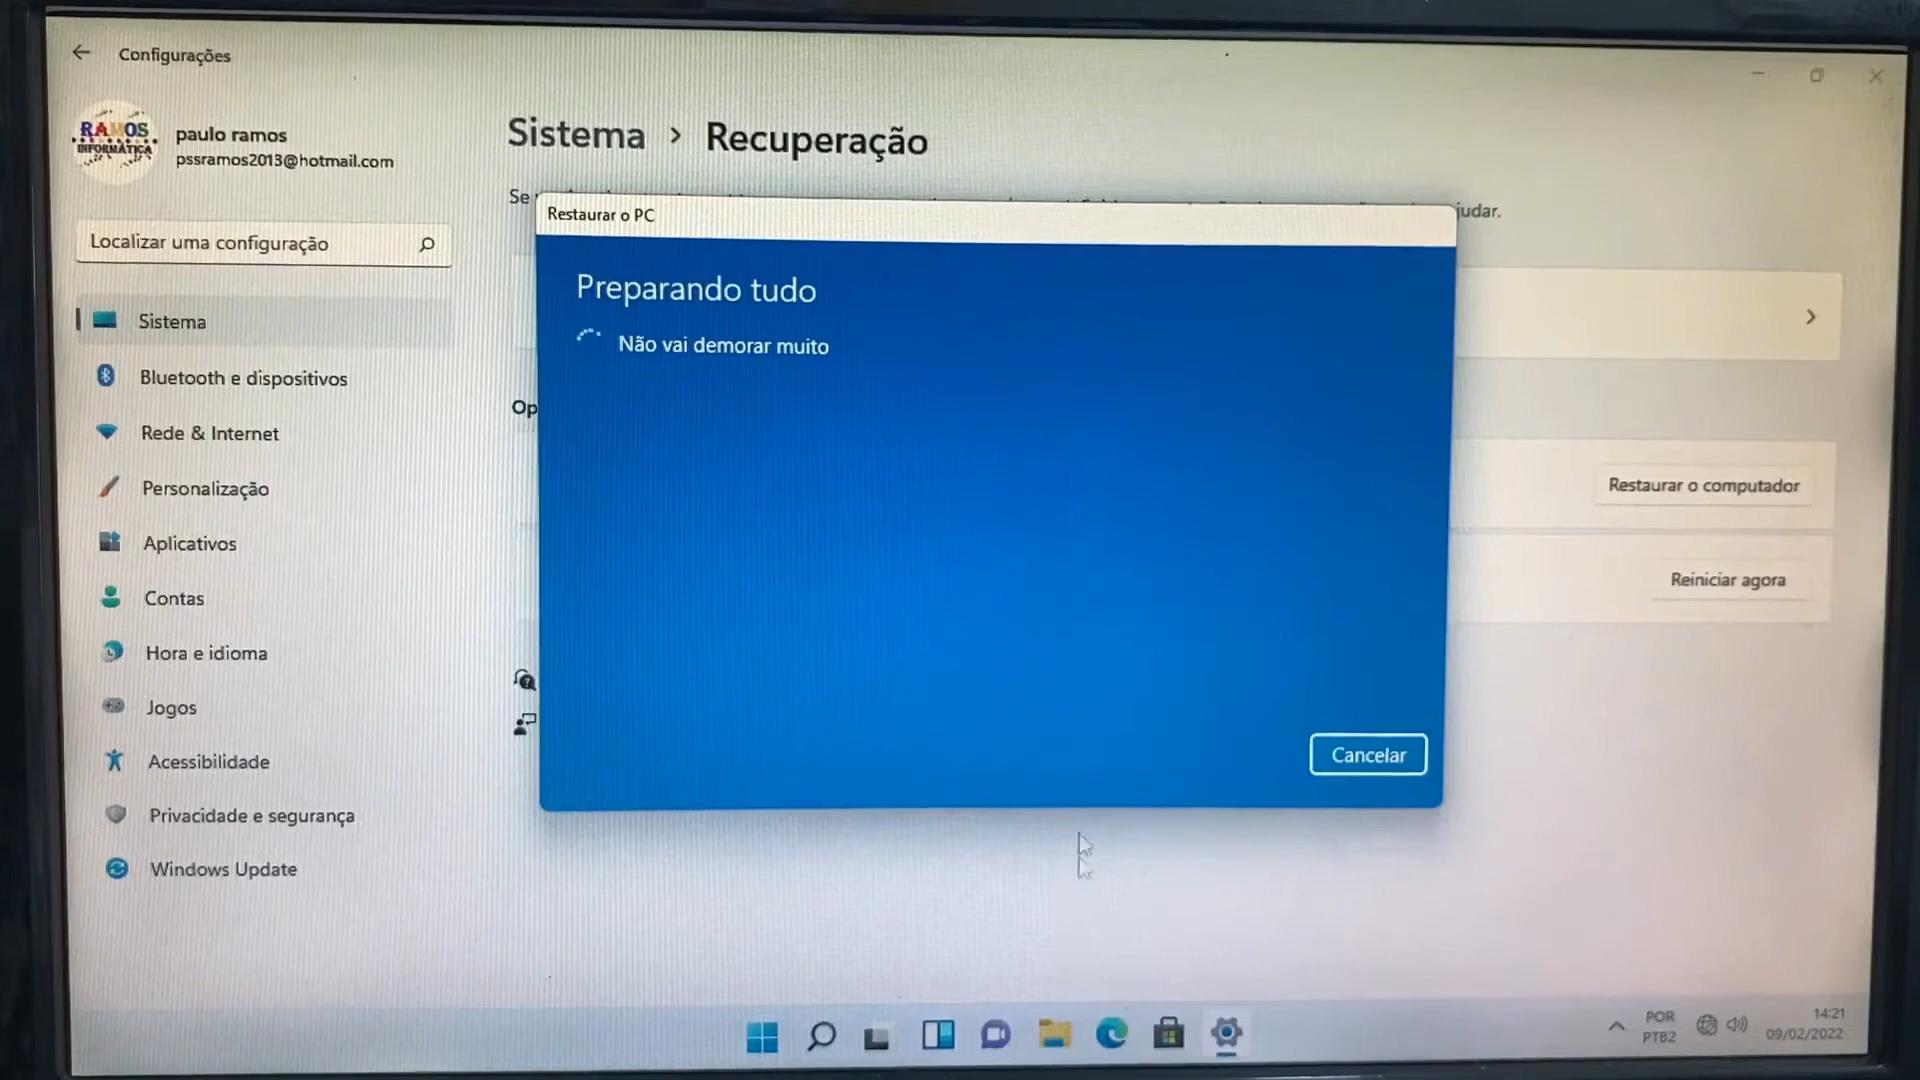 Configurações
RAMOS
INFORMÁTICA
paulo ramos
pssramos2013@hotmail.com
Localizar uma configuração
Sistema
Bluetooth e dispositivos
Rede & Internet
Personalização
Aplicativos
Contas
Hora e idioma
Jogos
Acessibilidade
Privacidade e segurança
Windows Update
Sistema > Recuperação
Se
judar.
Restaurar o PC
Preparando tudo
Não vai demorar muito
Cancelar
Op
Restaurar o computador
Reiniciar agora
POR
PTB2
14:21
09/02/2022